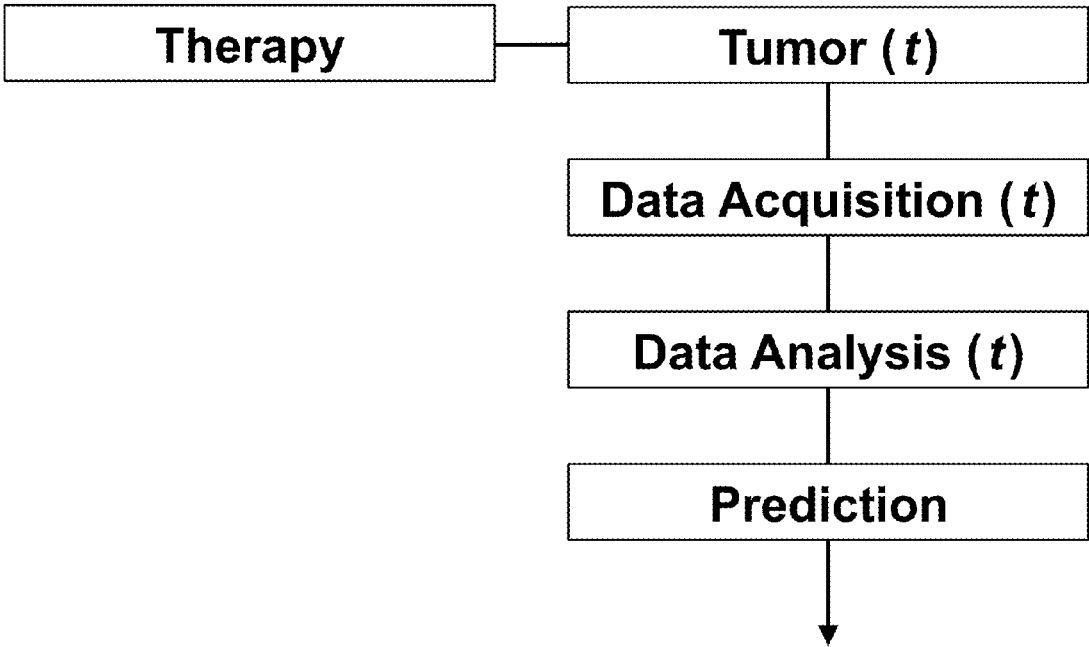 Therapy
Tumor (t)
Data Acquisition (t)
Data Analysis (t)
Prediction